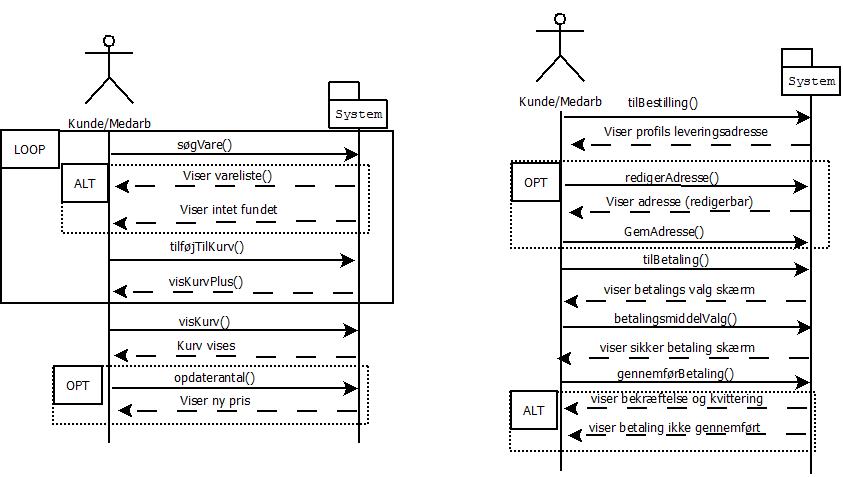 Kunde/Medarb
System
LOOP
søgVare()
ALT
Viser vareliste()
Viser intet fundet
tilføjTilKurv()
visKurvPlus()
visKurv()
Kurv vises
OPT
opdaterantal()
Viser ny pris
Kunde/Medarb
System
tilBestilling()
Viser profils leveringsadresse
OPT
redigerAdresse()
Viser adresse (redigerbar)
GemAdresse()
tilBetaling()
viser betalings valg skærm
betalingsmiddelValg()
viser sikker betaling skærm
gennemførBetaling()
ALT
viser bekræftelse og kvittering
viser betaling ikke gennemført